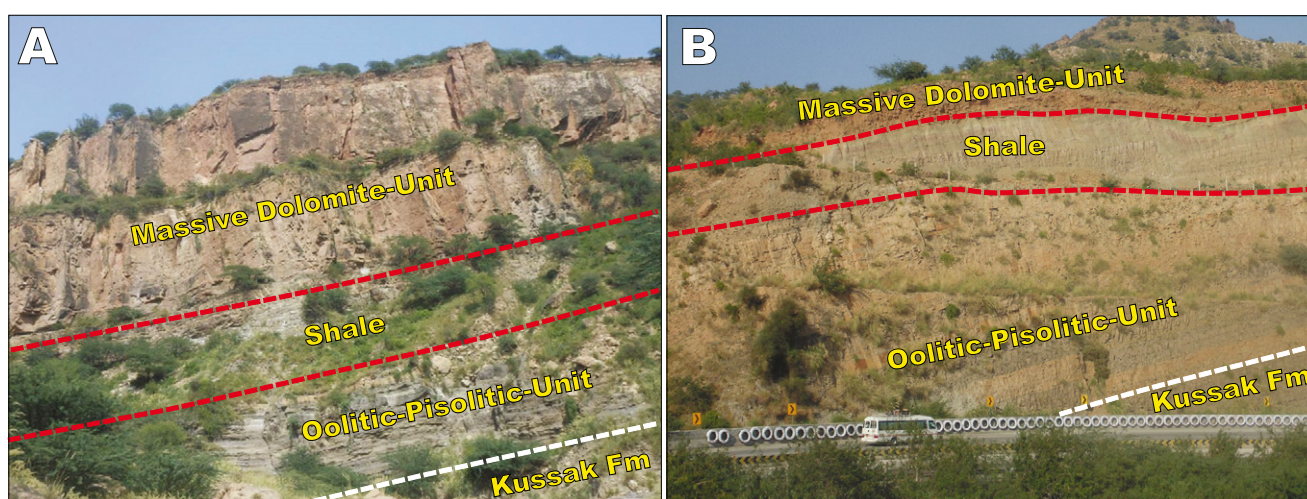 A
Massive Dolomite-Unit
Shale
Oolitic-Pisolitic-Unit
Kussak Fm
B
Massive Dolomite-Unit
Shale
Oolitic-Pisolitic-Unit
Kussak Fm